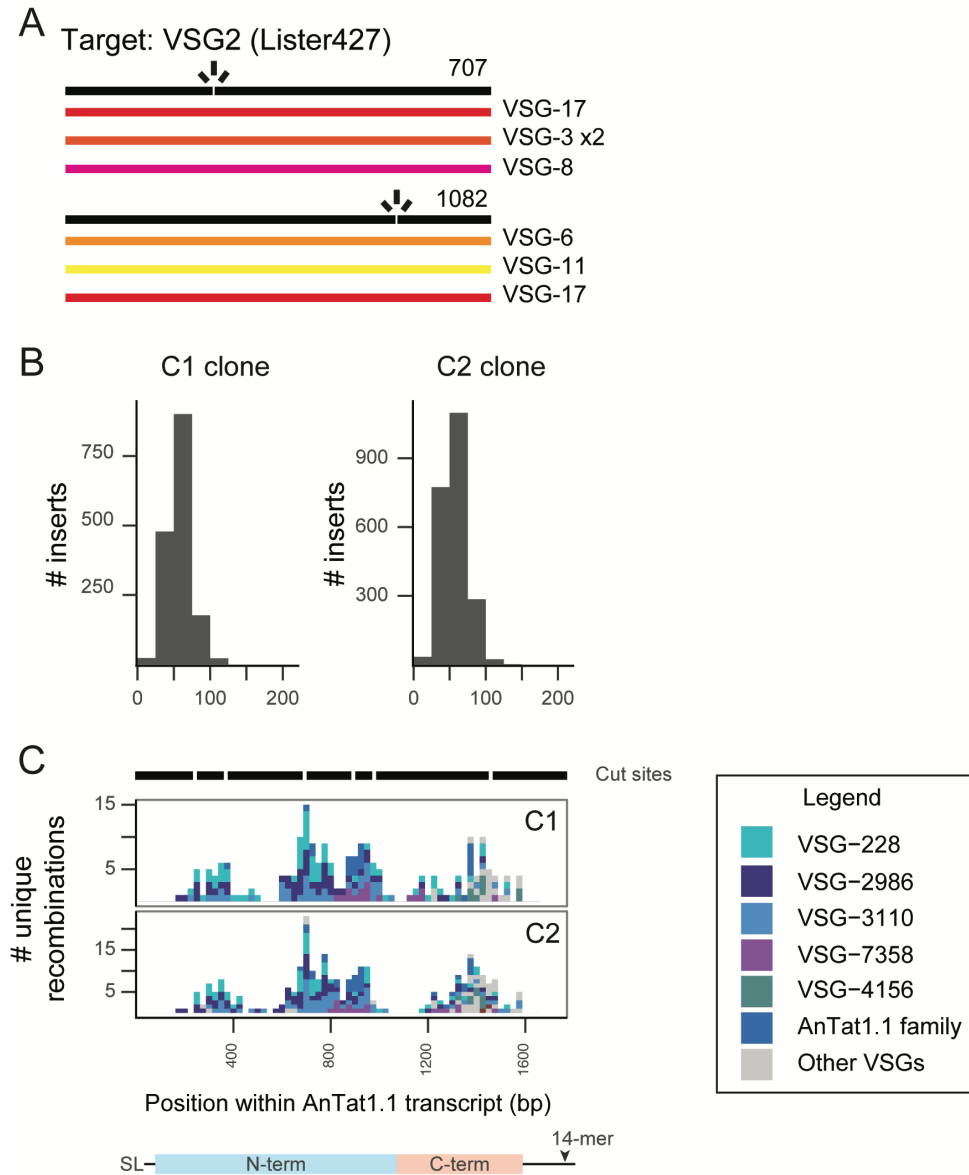 A
Target: VSG2 (Lister427)
707
VSG-17
VSG-3 x2
VSG-8
1082
VSG-6
VSG-11
VSG-17
B
C1 clone
# inserts
750
500
250
0 100 200
C2 clone
# inserts
900
600
300
0 100 200
C
Cut sites
# unique
recombinations
15
5
C1
15
5
C2
400 800 1200 1600
Position within AnTat1.1 transcript (bp)
SL N-term C-term 14-mer
Legend
VSG−228
VSG−2986
VSG−3110
VSG−7358
VSG−4156
AnTat1.1 family
Other VSGs